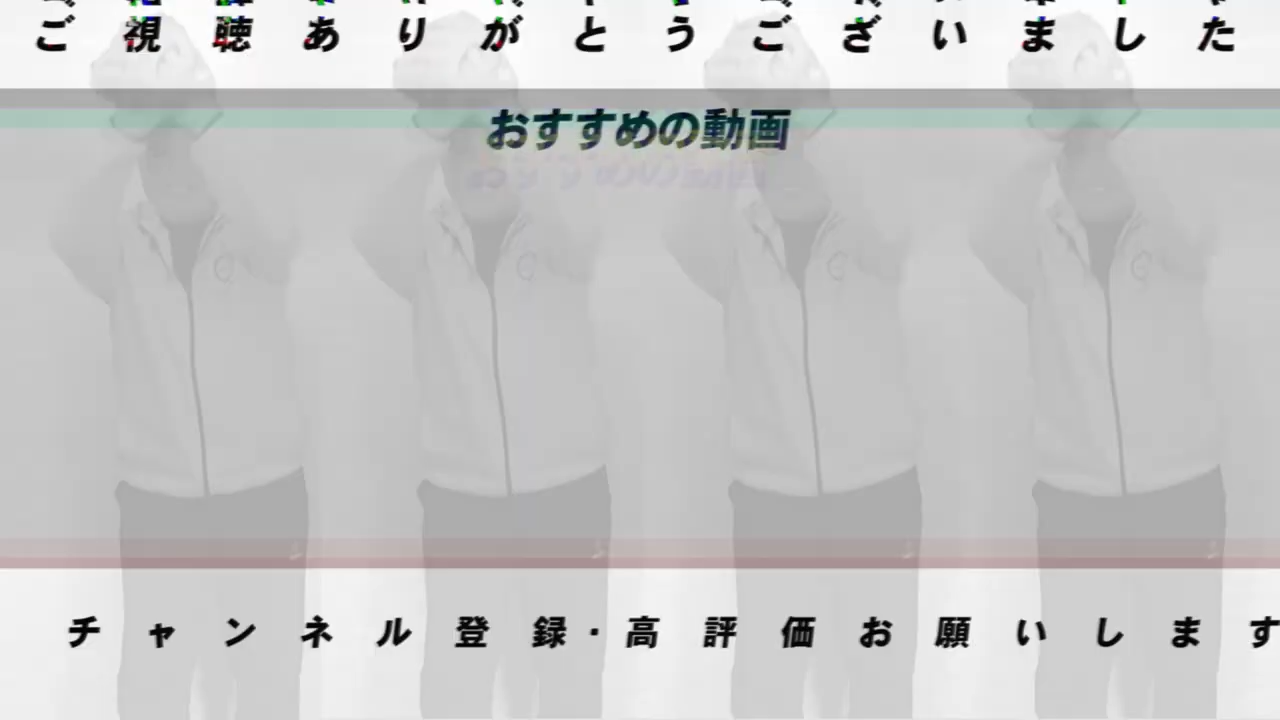 ご視聴ありがとうございました
おすすめの動画
チャンネル登録・高評価お願いします